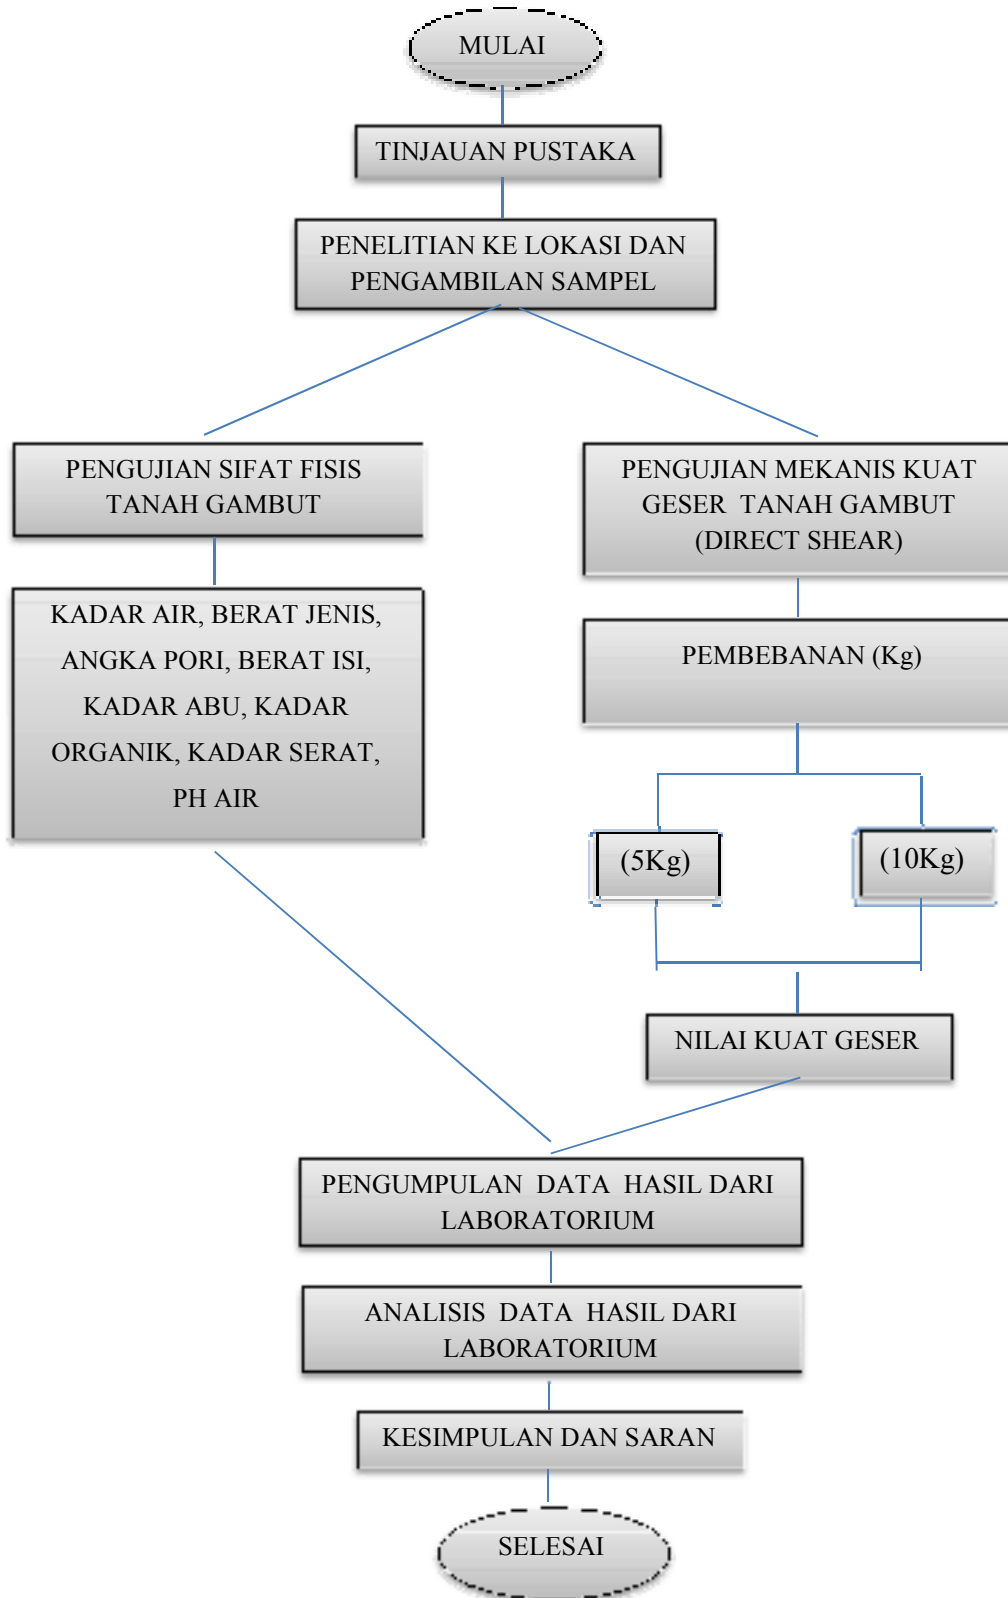 MULAI
TINJAUAN PUSTAKA
PENELITIAN KE LOKASI DAN
PENGAMBILAN SAMPEL
PENGUJIAN SIFAT FISIS
TANAH GAMBUT
KADAR AIR, BERAT JENIS,
ANGKA PORI, BERAT ISI,
KADAR ABU, KADAR
ORGANIK, KADAR SERAT,
PH AIR
PENGUJIAN MEKANIS KUAT
GESER TANAH GAMBUT
(DIRECT SHEAR)
PEMBEBANAN (Kg)
(5Kg)
(10Kg)
NILAI KUAT GESER
PENGUMPULAN DATA HASIL DARI
LABORATORIUM
ANALISIS DATA HASIL DARI
LABORATORIUM
KESIMPULAN DAN SARAN
SELESAI